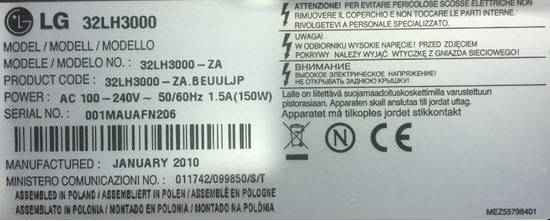 LG 32LH3000
MODEL / MODELL / MODELLO
MODELE / MODELO NO. : 32LH3000-ZA
PRODUCT CODE : 32LH3000-ZA.BEUULJP
POWER : AC 100-240V~ 50/60Hz 1.5A(150W)
SERIAL NO. : 001MAUAFN206
MANUFACTURED : JANUARY 2010
MINISTERO COMUNICAZIONI NO : 011742/099850/S/T
ASSEMBLED IN POLAND / ASSEMBLIERT IN POLEN / ASSEMBLÉ EN POLOGNE
ASSEMBLATO IN POLONIA / MONTADO EN POLONIA / MONTADO NA POLÔNIA
ATTENZIONE! PER EVITARE PERICOLOSE SCOSSE ELETTRICHE NON
RIMUOVERE IL COPERCHIO E NON TOCCARE LE PARTI INTERNE.
RIVOLGETEVI A PERSONALE SPECIALIZZATO.
UWAGA!
W ODBIORNIKU WYSOKIE NAPIĘCIE! PRZED ZDJĘCIEM
POKRYWY NALEŻY WYJĄĆ WTYCZKĘ Z GNIAZDA SIECIOWEGO!
ВНИМАНИЕ
ВЫСОКОЕ ЭЛЕКТРИЧЕСКОЕ НАПРЯЖЕНИЕ!
НЕ ОТКРЫВАТЬ ЗАДНЮЮ КРЫШКУ!
Laite on liitettävä suojamaadoituskoskettimilla varustettuun
pistorasiaan. Apparaten skall anslutas till jordat uttag.
Apparatet må tilkoples jordet stikkontakt
N CE
MEZ55798401